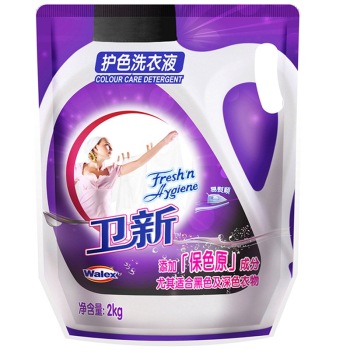 护色洗衣液
COLOUR CARE DETERGENT
Fresh'n
Hygiene
卫新
Walex
添加「保色原」成分
尤其适合黑色及深色衣物
净含量: 2kg